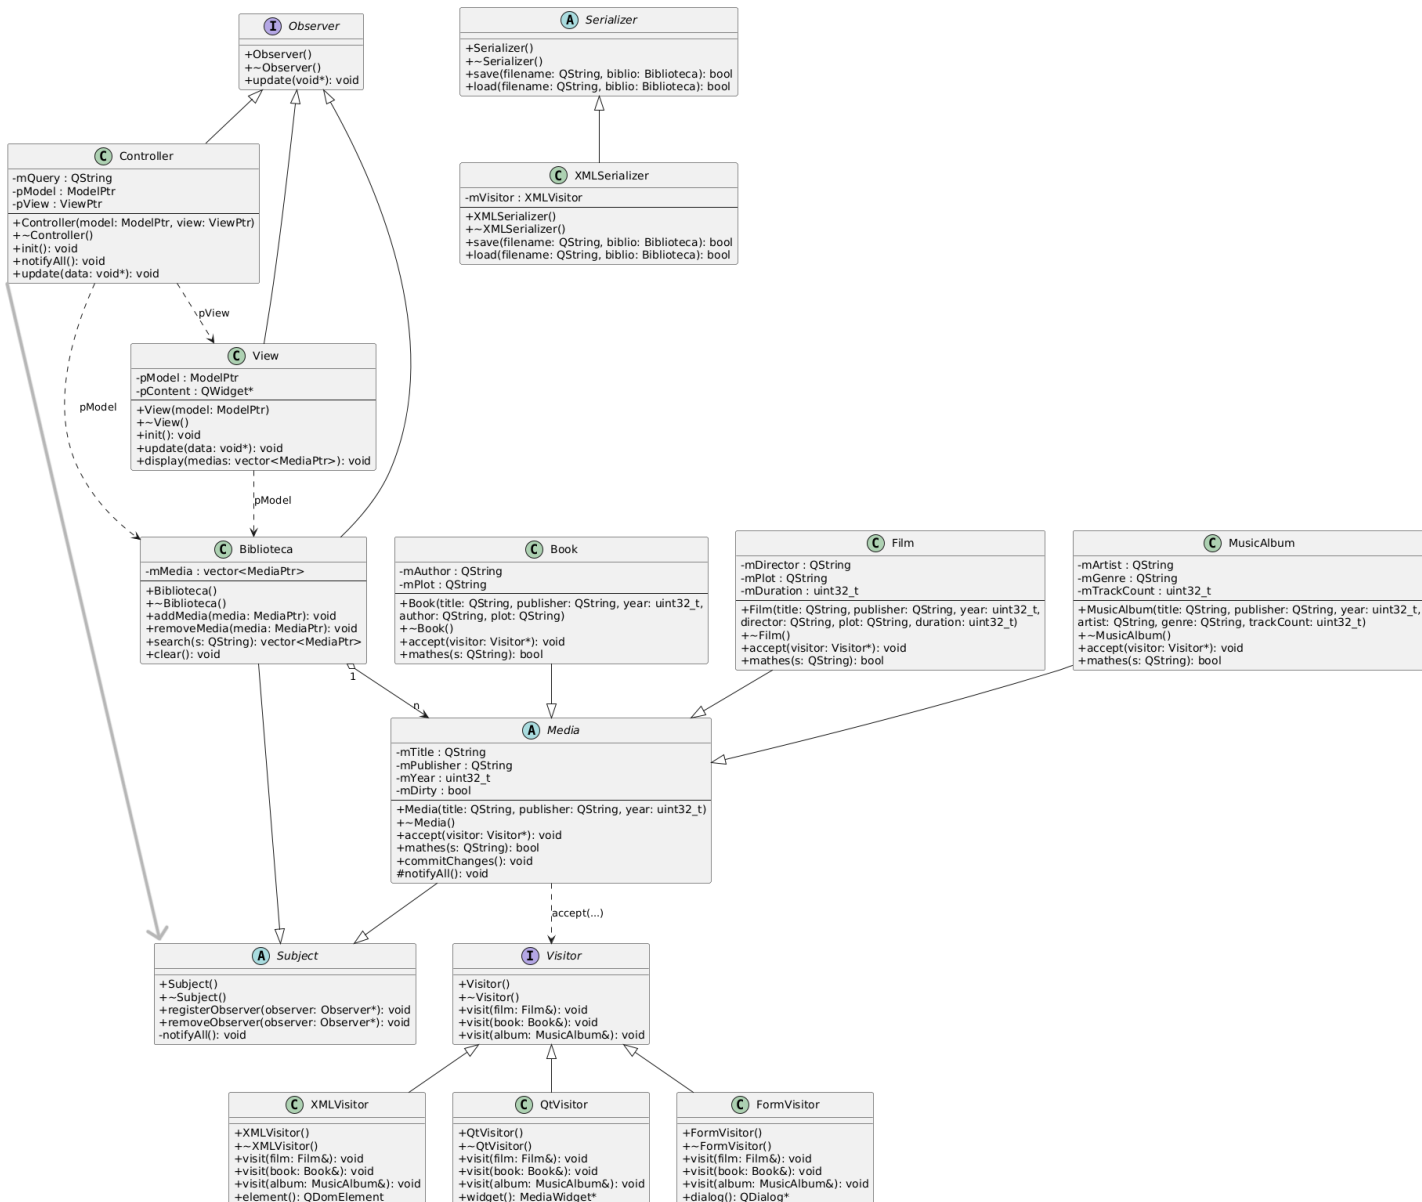 I Observer
+Observer()
+~Observer()
+update(void*): void
A Serializer
+Serializer()
+~Serializer()
+save(filename: QString, biblio: Biblioteca): bool
+load(filename: QString, biblio: Biblioteca): bool
C Controller
-mQuery : QString
-pModel : ModelPtr
-pView : ViewPtr
+Controller(model: ModelPtr, view: ViewPtr)
+~Controller()
+init(): void
+notifyAll(): void
+update(data: void*): void
C XMLSerializer
-mVisitor : XMLVisitor
+XMLSerializer()
+~XMLSerializer()
+save(filename: QString, biblio: Biblioteca): bool
+load(filename: QString, biblio: Biblioteca): bool
pView
C View
-pModel : ModelPtr
-pContent : QWidget*
+View(model: ModelPtr)
+~View()
+init(): void
+update(data: void*): void
+display(medias: vector<MediaPtr>): void
pModel
pModel
C Biblioteca
-mMedia : vector<MediaPtr>
+Biblioteca()
+~Biblioteca()
+addMedia(media: MediaPtr): void
+removeMedia(media: MediaPtr): void
+search(s: QString): vector<MediaPtr>
+clear(): void
C Book
-mAuthor : QString
-mPlot : QString
+Book(title: QString, publisher: QString, year: uint32_t,
author: QString, plot: QString)
+~Book()
+accept(visitor: Visitor*): void
+mathes(s: QString): bool
C Film
-mDirector : QString
-mPlot : QString
-mDuration : uint32_t
+Film(title: QString, publisher: QString, year: uint32_t,
director: QString, plot: QString, duration: uint32_t)
+~Film()
+accept(visitor: Visitor*): void
+mathes(s: QString): bool
C MusicAlbum
-mArtist : QString
-mGenre : QString
-mTrackCount : uint32_t
+MusicAlbum(title: QString, publisher: QString, year: uint32_t,
artist: QString, genre: QString, trackCount: uint32_t)
+~MusicAlbum()
+accept(visitor: Visitor*): void
+mathes(s: QString): bool
1
n
A Media
-mTitle : QString
-mPublisher : QString
-mYear : uint32_t
-mDirty : bool
+Media(title: QString, publisher: QString, year: uint32_t)
+~Media()
+accept(visitor: Visitor*): void
+mathes(s: QString): bool
+commitChanges(): void
#notifyAll(): void
accept(...)
A Subject
+Subject()
+~Subject()
+registerObserver(observer: Observer*): void
+removeObserver(observer: Observer*): void
-notifyAll(): void
I Visitor
+Visitor()
+~Visitor()
+visit(film: Film&): void
+visit(book: Book&): void
+visit(album: MusicAlbum&): void
C XMLVisitor
+XMLVisitor()
+~XMLVisitor()
+visit(film: Film&): void
+visit(book: Book&): void
+visit(album: MusicAlbum&): void
+element(): QDomElement
C QtVisitor
+QtVisitor()
+~QtVisitor()
+visit(film: Film&): void
+visit(book: Book&): void
+visit(album: MusicAlbum&): void
+widget(): MediaWidget*
C FormVisitor
+FormVisitor()
+~FormVisitor()
+visit(film: Film&): void
+visit(book: Book&): void
+visit(album: MusicAlbum&): void
+dialog(): QDialog*